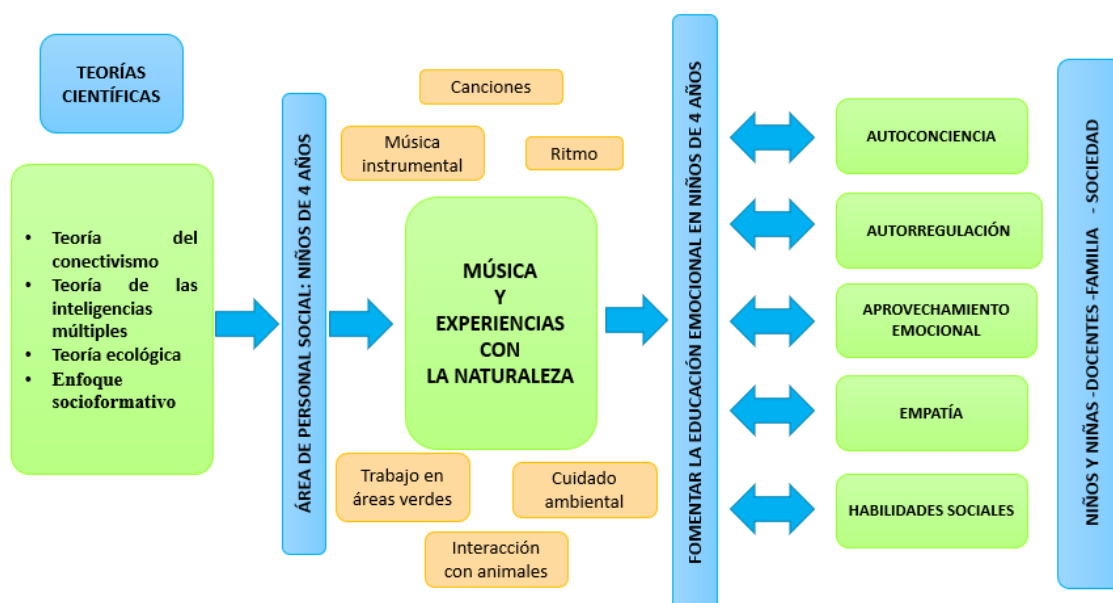 TEORÍAS
CIENTÍFICAS
• Teoría del
conectivismo
• Teoría de las
inteligencias
múltiples
• Teoría ecológica
• Enfoque
socioformativo
ÁREA DE PERSONAL SOCIAL: NIÑOS DE 4 AÑOS
Canciones
Música
instrumental
Ritmo
MÚSICA
Y
EXPERIENCIAS
CON
LA NATURALEZA
Trabajo en
áreas verdes
Cuidado
ambiental
Interacción
con animales
FOMENTAR LA EDUCACIÓN EMOCIONAL EN NIÑOS DE 4 AÑOS
AUTOCONCIENCIA
AUTORREGULACIÓN
APROVECHAMIENTO
EMOCIONAL
EMPATÍA
HABILIDADES SOCIALES
NIÑOS Y NIÑAS -DOCENTES -FAMILIA - SOCIEDAD